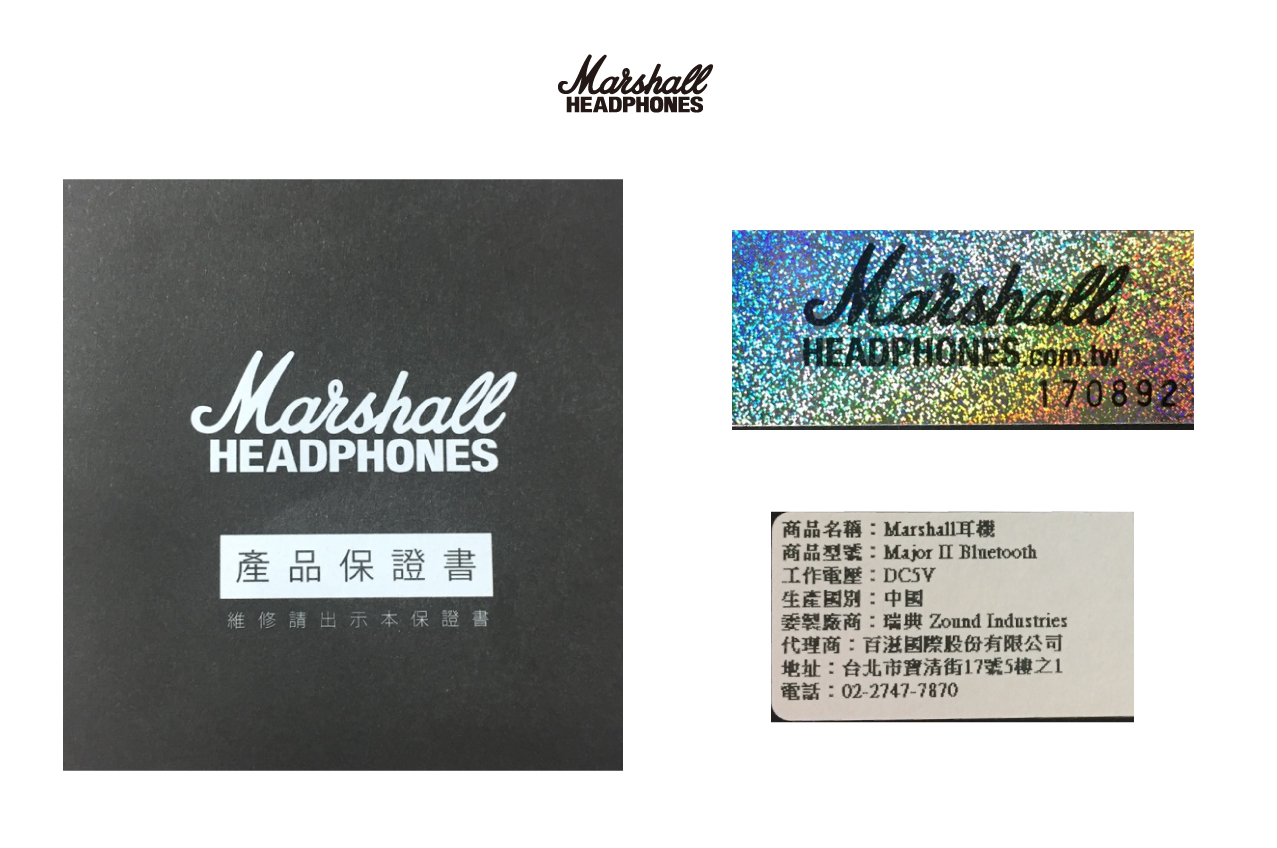 Marshall
HEADPHONES
Marshall
HEADPHONES
產品保證書
維修請出示本保證書
Marshall
HEADPHONES.com.tw
170892
商品名稱：Marshall耳機
商品型號：Major II Bluetooth
工作電壓：DC5V
生產國別：中國
委製廠商：瑞典 Zound Industries
代理商：百滋國際股份有限公司
地址：台北市寶清街17號5樓之1
電話：02-2747-7870